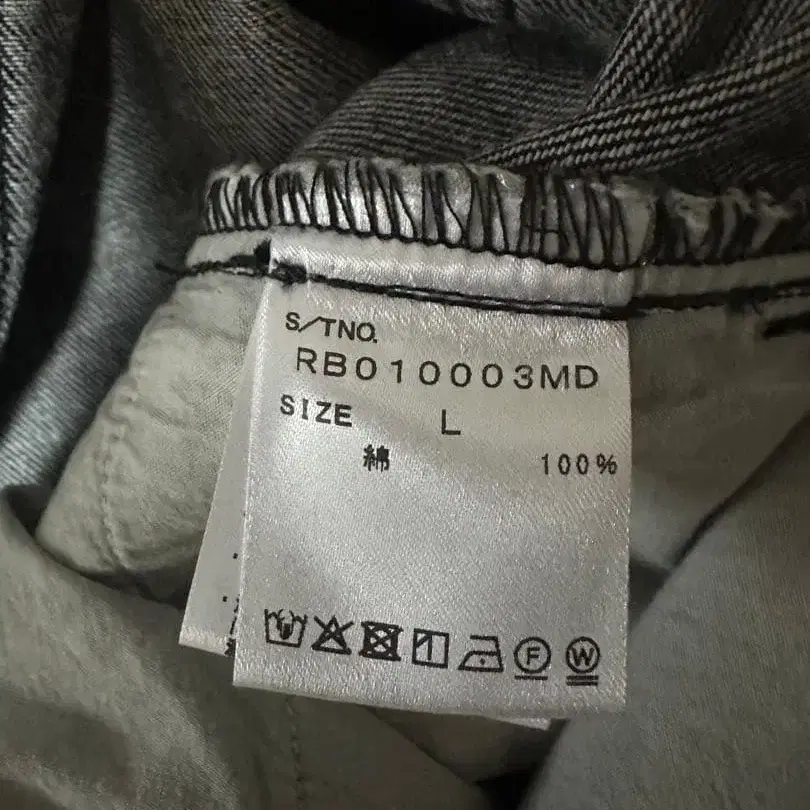 S/TNO.
RB010003MD
SIZE L
綿 100%
F W